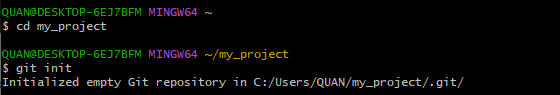 QUAN@DESKTOP-6EJ7BFM MINGW64 ~
$ cd my_project
QUAN@DESKTOP-6EJ7BFM MINGW64 ~/my_project
$ git init
Initialized empty Git repository in C:/Users/QUAN/my_project/.git/